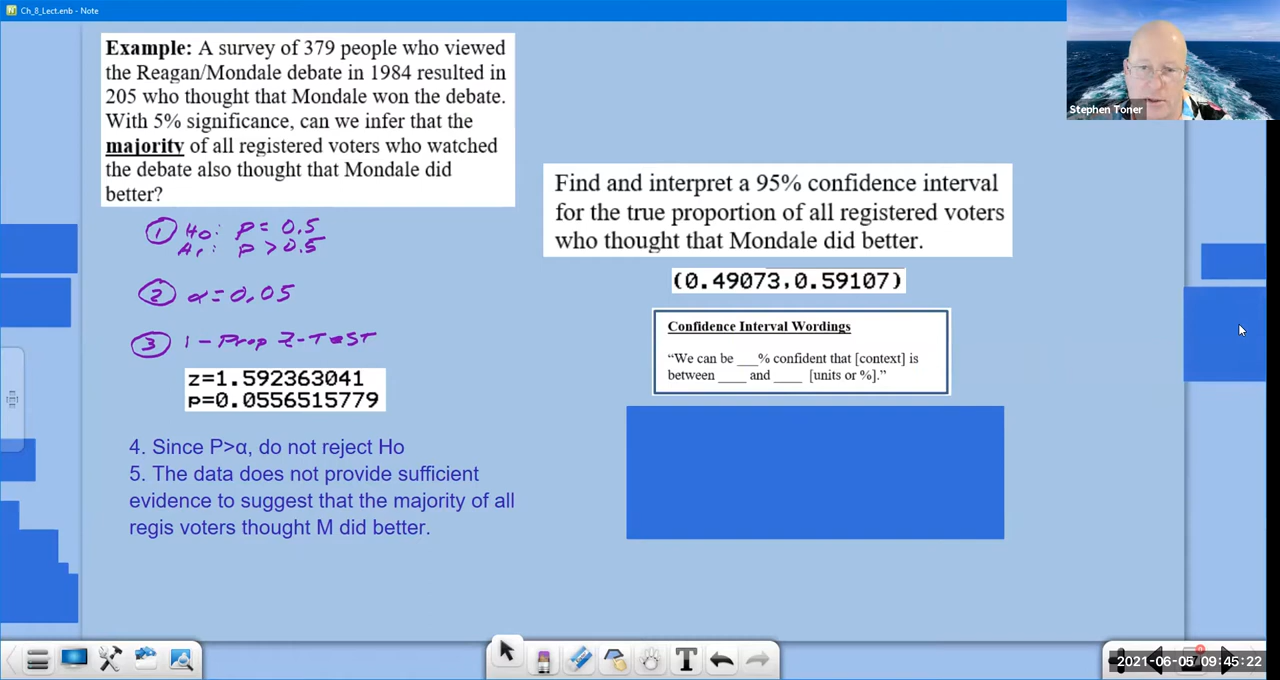 Ch_8_Lect.enb - Note
Example: A survey of 379 people who viewed
the Reagan/Mondale debate in 1984 resulted in
205 who thought that Mondale won the debate.
With 5% significance, can we infer that the
majority of all registered voters who watched
the debate also thought that Mondale did
better?
① Ho: p = 0.5
A1: p > 0.5
② α = 0.05
③ 1-Prop Z-TEST
z=1.592363041
p=0.0556515779
4. Since P>α, do not reject Ho
5. The data does not provide sufficient
evidence to suggest that the majority of all
regis voters thought M did better.
Find and interpret a 95% confidence interval
for the true proportion of all registered voters
who thought that Mondale did better.
(0.49073,0.59107)
Confidence Interval Wordings
“We can be ___% confident that [context] is
between ____ and ____ [units or %].”
Stephen Toner
T
2021-06-05 09:45:22